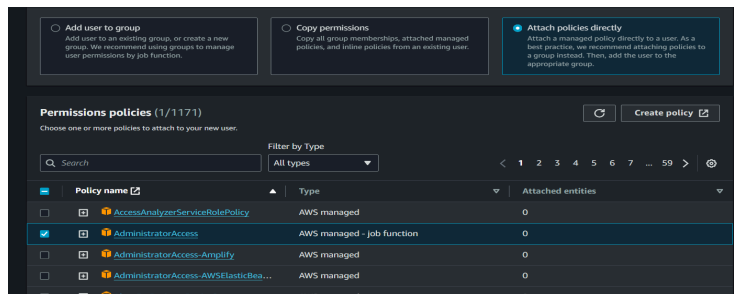 Add user to group
Add user to an existing group, or create a new
group. We recommend using groups to manage
user permissions by job function.
Copy permissions
Copy all group memberships, attached managed
policies, and inline policies from an existing user.
Attach policies directly
Attach a managed policy directly to a user. As a
best practice, we recommend attaching policies to
a group instead. Then, add the user to the
appropriate group.
Permissions policies (1/1171)
Create policy
Choose one or more policies to attach to your new user.
Filter by Type
Search
All types
1 2 3 4 5 6 7 ... 59
Policy name
Type
Attached entities
AccessAnalyzerServiceRolePolicy AWS managed 0
AdministratorAccess AWS managed - job function 0
AdministratorAccess-Amplify AWS managed 0
AdministratorAccess-AWSElasticBea... AWS managed 0